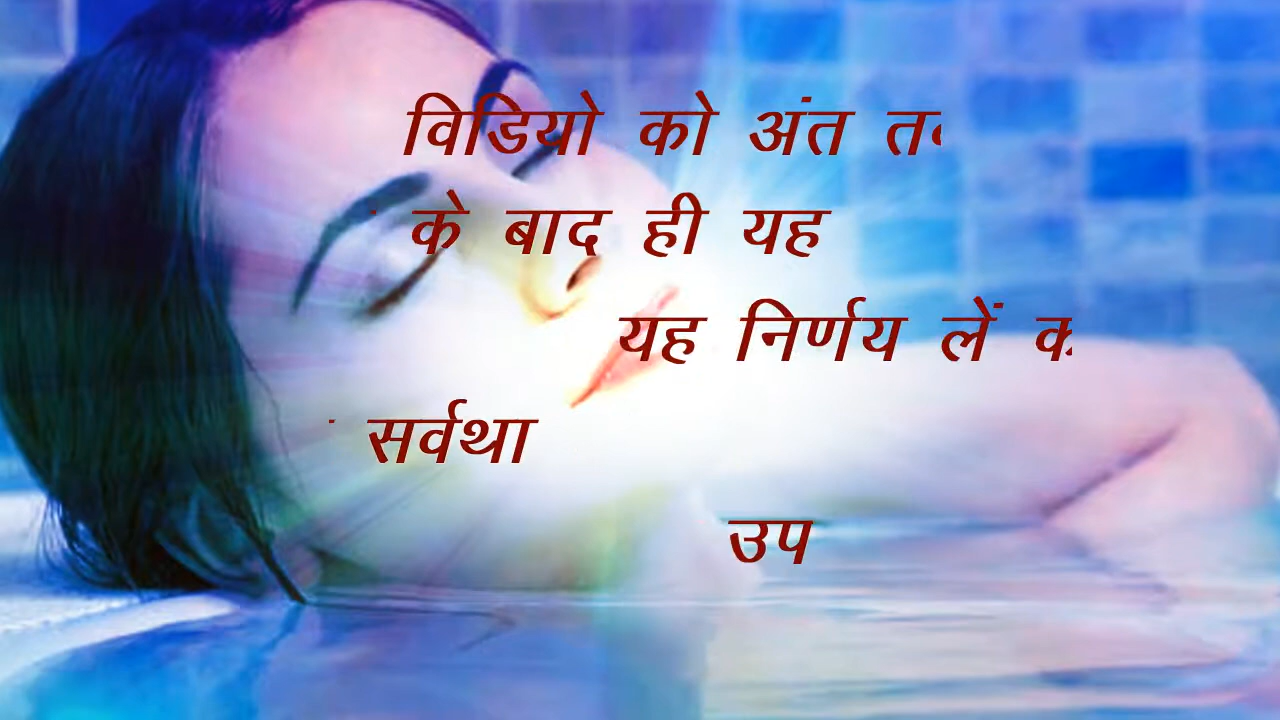 विडियो को अंत
के बाद ही यह
यह निर्णय लें
सर्वथा
उप